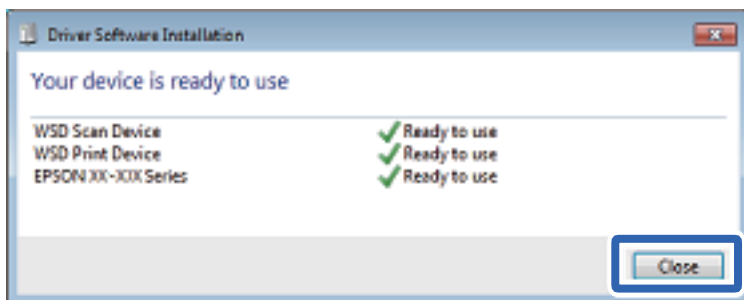 Driver Software Installation
Your device is ready to use
WSD Scan Device Ready to use
WSD Print Device Ready to use
EPSON XX-XXX Series Ready to use
Close